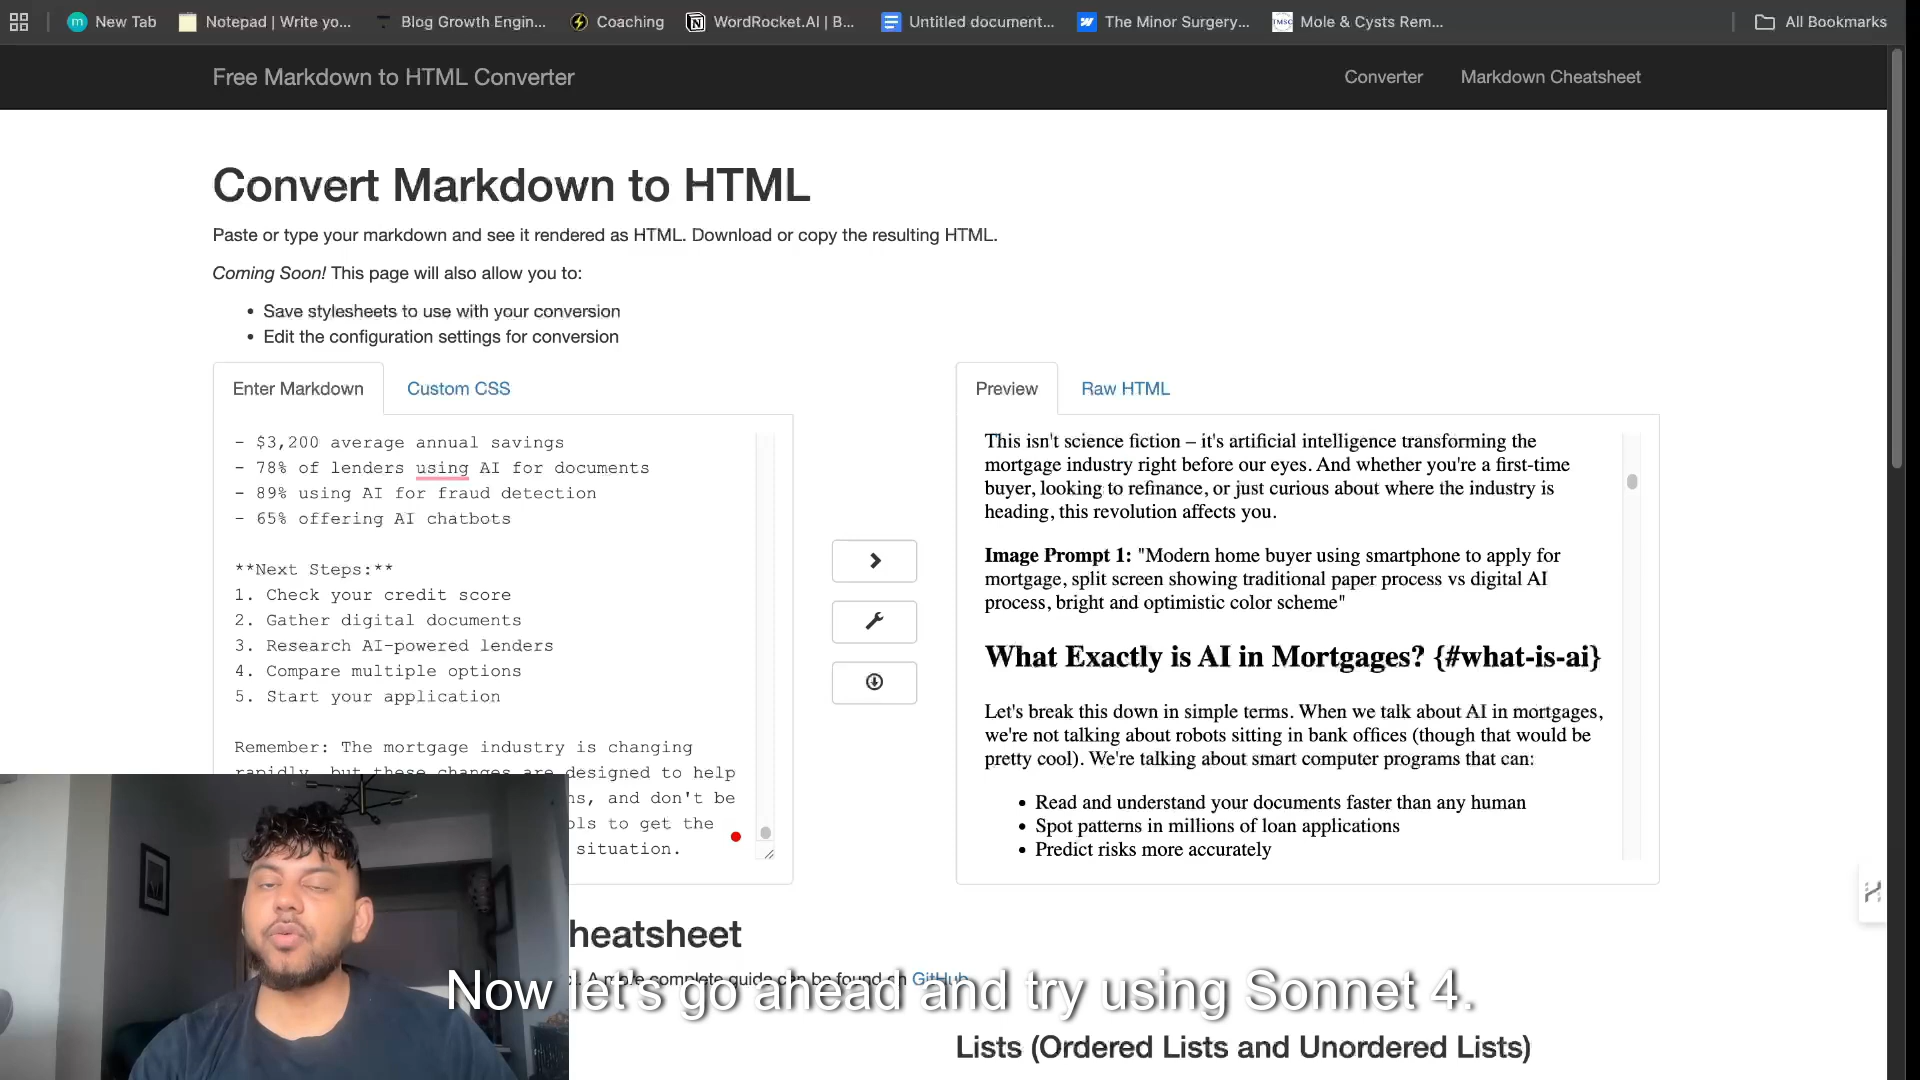 New Tab
Notepad | Write yo...
Blog Growth Engin...
Coaching
WordRocket.AI | B...
Untitled document...
The Minor Surgery...
Mole & Cysts Rem...
All Bookmarks
Free Markdown to HTML Converter
Converter
Markdown Cheatsheet
Convert Markdown to HTML
Paste or type your markdown and see it rendered as HTML. Download or copy the resulting HTML.
Coming Soon! This page will also allow you to:
• Save stylesheets to use with your conversion
• Edit the configuration settings for conversion
Enter Markdown
Custom CSS
- $3,200 average annual savings
- 78% of lenders using AI for documents
- 89% using AI for fraud detection
- 65% offering AI chatbots
**Next Steps:**
1. Check your credit score
2. Gather digital documents
3. Research AI-powered lenders
4. Compare multiple options
5. Start your application
Remember: The mortgage industry is changing
rapidly, but these changes are designed to help
ns, and don't be
ols to get the
situation.
Preview
Raw HTML
This isn't science fiction – it's artificial intelligence transforming the
mortgage industry right before our eyes. And whether you're a first-time
buyer, looking to refinance, or just curious about where the industry is
heading, this revolution affects you.
Image Prompt 1: "Modern home buyer using smartphone to apply for
mortgage, split screen showing traditional paper process vs digital AI
process, bright and optimistic color scheme"
What Exactly is AI in Mortgages? {#what-is-ai}
Let's break this down in simple terms. When we talk about AI in mortgages,
we're not talking about robots sitting in bank offices (though that would be
pretty cool). We're talking about smart computer programs that can:
• Read and understand your documents faster than any human
• Spot patterns in millions of loan applications
• Predict risks more accurately
heatsheet
A more complete guide can be found on GitHub
Now let's go ahead and try using Sonnet 4.
Lists (Ordered Lists and Unordered Lists)